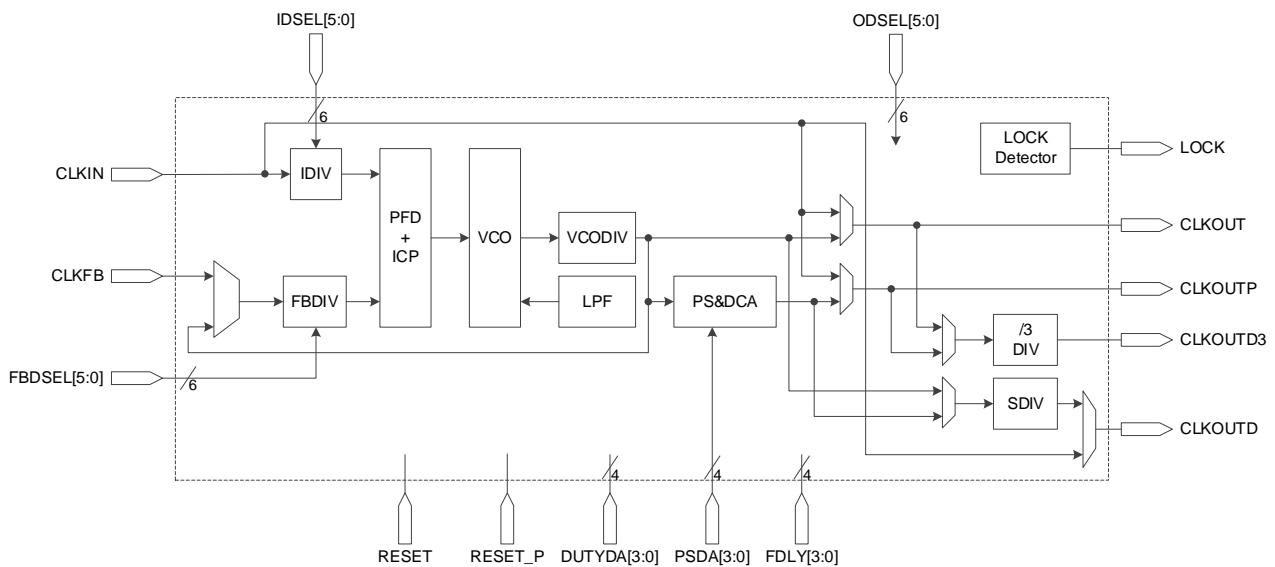 IDSEL[5:0]
ODSEL[5:0]
6
6
LOCK
Detector
LOCK
CLKIN
IDIV
PFD
+
ICP
VCO
VCODIV
CLKOUT
CLKFB
FBDIV
LPF
PS&DCA
CLKOUTP
/3
DIV
CLKOUTD3
FBDSEL[5:0]
6
SDIV
CLKOUTD
4
4
4
RESET
RESET_P
DUTYDA[3:0]
PSDA[3:0]
FDLY[3:0]